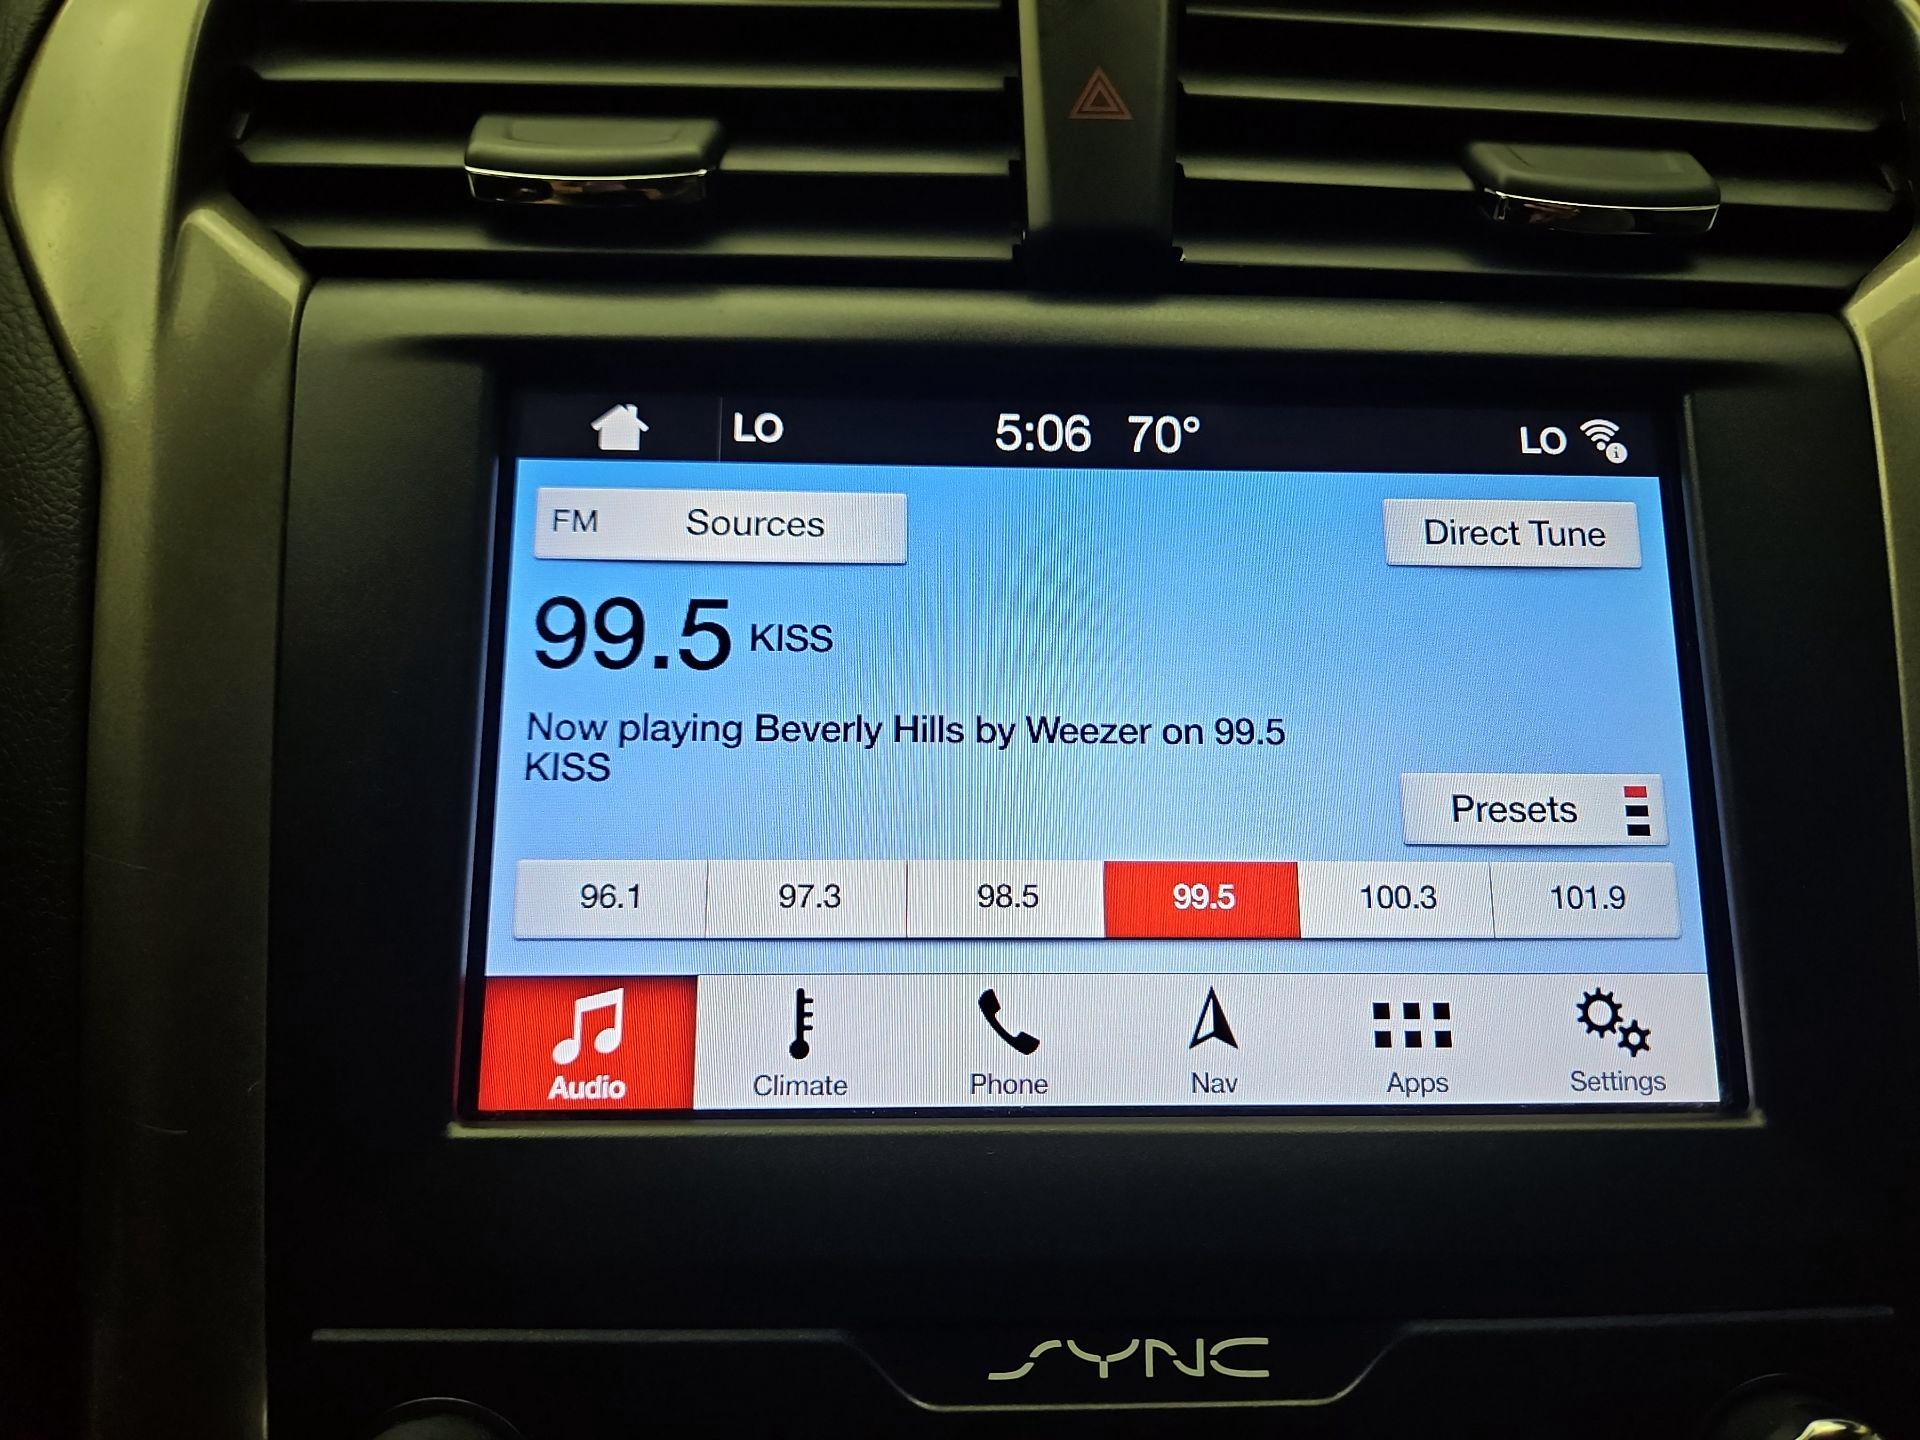 LO 5:06 70° LO
FM Sources Direct Tune
99.5 KISS
Now playing Beverly Hills by Weezer on 99.5
KISS
Presets
96.1 97.3 98.5 99.5 100.3 101.9
Audio Climate Phone Nav Apps Settings
SYNC